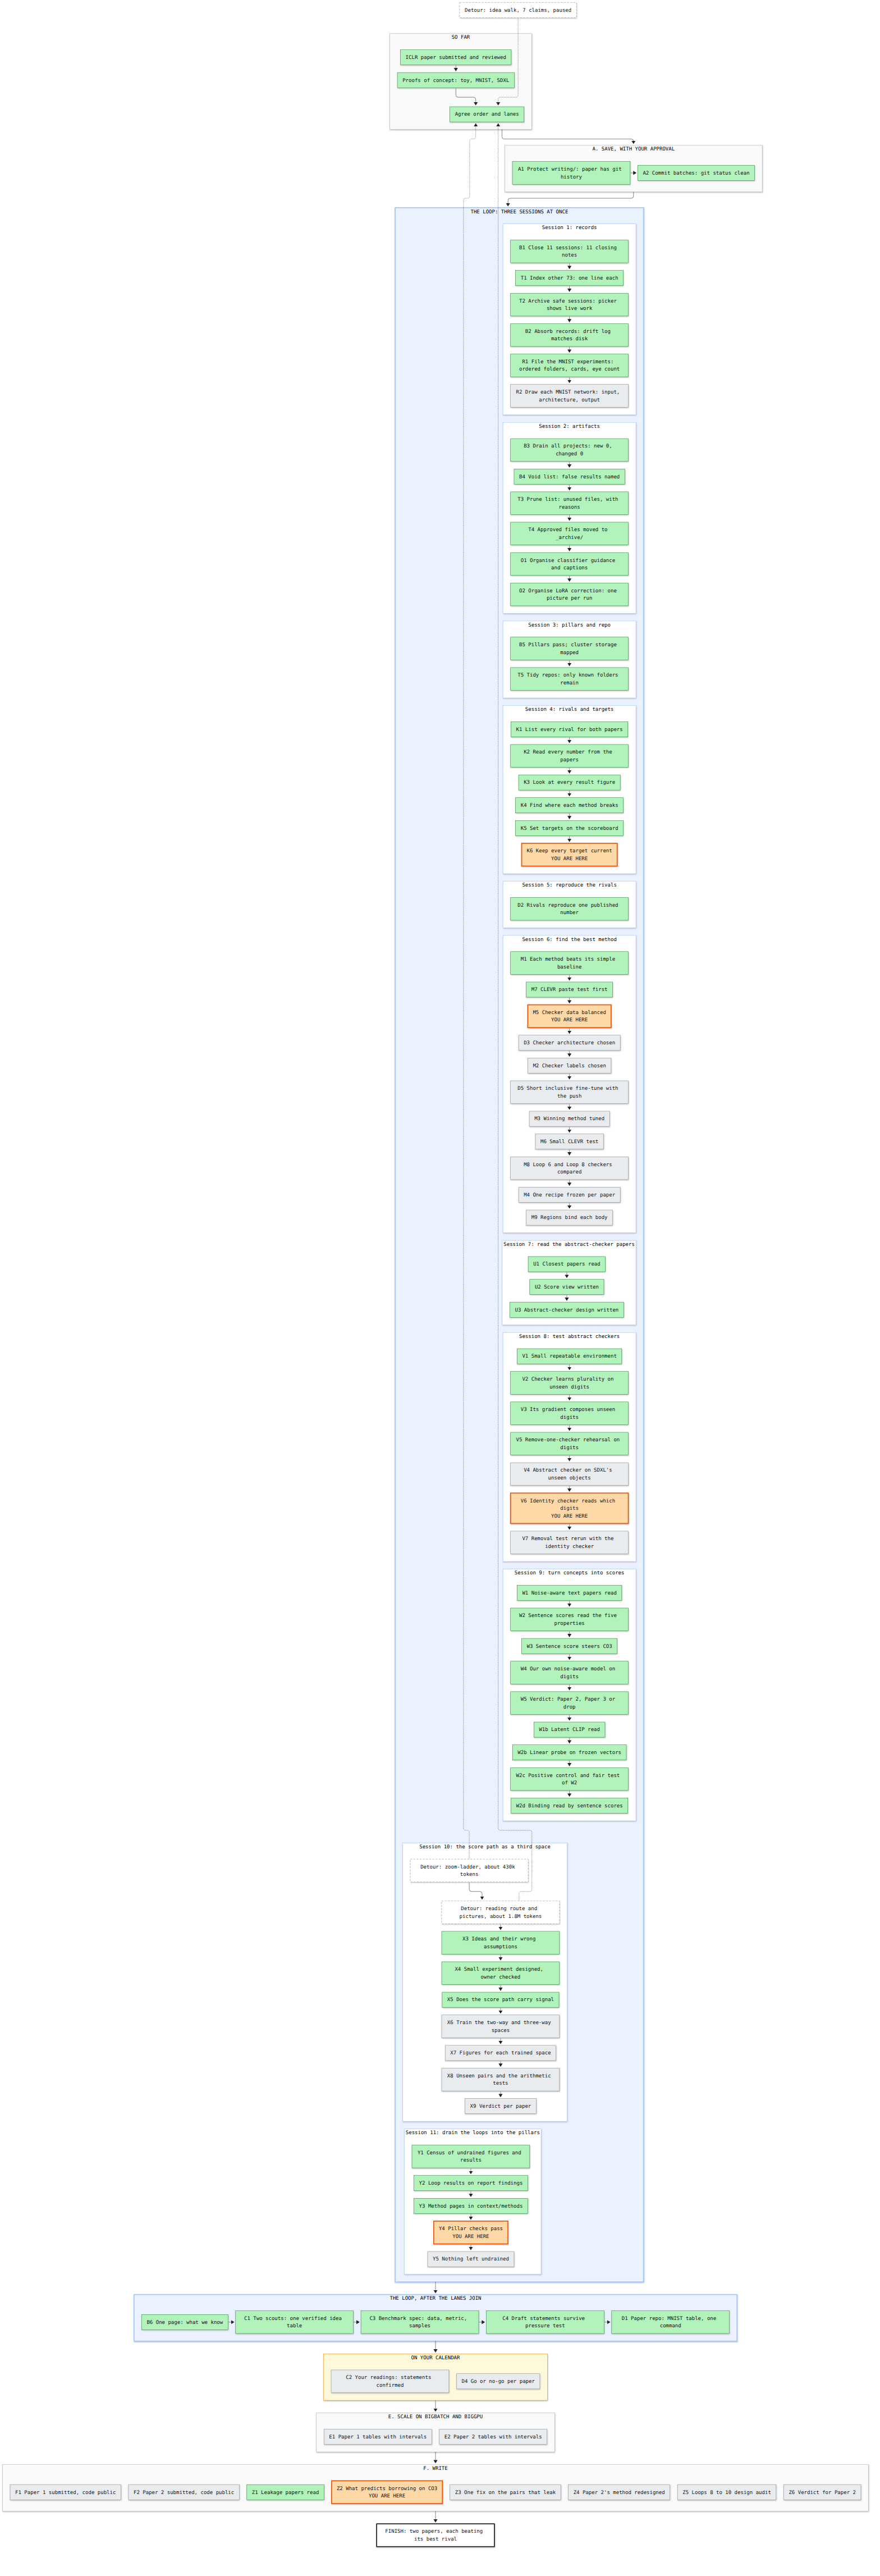 Detour: idea walk, 7 claims, paused
SO FAR
ICLR paper submitted and reviewed
Proofs of concept: toy, MNIST, SDXL
Agree order and lanes
A. SAVE, WITH YOUR APPROVAL
A1 Protect writing/: paper has git
history
A2 Commit batches: git status clean
THE LOOP: THREE SESSIONS AT ONCE
Session 1: records
B1 Close 11 sessions: 11 closing
notes
T1 Index other 73: one line each
T2 Archive safe sessions: picker
shows live work
B2 Absorb records: drift log
matches disk
R1 File the MNIST experiments:
ordered folders, cards, eye count
R2 Draw each MNIST network: input,
architecture, output
Session 2: artifacts
B3 Drain all projects: new 0,
changed 0
B4 Void list: false results named
T3 Prune list: unused files, with
reasons
T4 Approved files moved to
_archive/
O1 Organise classifier guidance
and captions
O2 Organise LoRA correction: one
picture per run
Session 3: pillars and repo
B5 Pillars pass; cluster storage
mapped
T5 Tidy repos: only known folders
remain
Session 4: rivals and targets
K1 List every rival for both papers
K2 Read every number from the
papers
K3 Look at every result figure
K4 Find where each method breaks
K5 Set targets on the scoreboard
K6 Keep every target current
YOU ARE HERE
Session 5: reproduce the rivals
D2 Rivals reproduce one published
number
Session 6: find the best method
M1 Each method beats its simple
baseline
M7 CLEVR paste test first
M5 Checker data balanced
YOU ARE HERE
D3 Checker architecture chosen
M2 Checker labels chosen
D5 Short inclusive fine-tune with
the push
M3 Winning method tuned
M6 Small CLEVR test
M8 Loop 6 and Loop 8 checkers
compared
M4 One recipe frozen per paper
M9 Regions bind each body
Session 7: read the abstract-checker papers
U1 Closest papers read
U2 Score view written
U3 Abstract-checker design written
Session 8: test abstract checkers
V1 Small repeatable environment
V2 Checker learns plurality on
unseen digits
V3 Its gradient composes unseen
digits
V5 Remove-one-checker rehearsal on
digits
V4 Abstract checker on SDXL's
unseen objects
V6 Identity checker reads which
digits
YOU ARE HERE
V7 Removal test rerun with the
identity checker
Session 9: turn concepts into scores
W1 Noise-aware text papers read
W2 Sentence scores read the five
properties
W3 Sentence score steers CO3
W4 Our own noise-aware model on
digits
W5 Verdict: Paper 2, Paper 3 or
drop
W1b Latent CLIP read
W2b Linear probe on frozen vectors
W2c Positive control and fair test
of W2
W2d Binding read by sentence scores
Session 10: the score path as a third space
Detour: zoom-ladder, about 430k
tokens
Detour: reading route and
pictures, about 1.8M tokens
X3 Ideas and their wrong
assumptions
X4 Small experiment designed,
owner checked
X5 Does the score path carry signal
X6 Train the two-way and three-way
spaces
X7 Figures for each trained space
X8 Unseen pairs and the arithmetic
tests
X9 Verdict per paper
Session 11: drain the loops into the pillars
Y1 Census of undrained figures and
results
Y2 Loop results on report findings
Y3 Method pages in context/methods
Y4 Pillar checks pass
YOU ARE HERE
Y5 Nothing left undrained
THE LOOP, AFTER THE LANES JOIN
B6 One page: what we know
C1 Two scouts: one verified idea
table
C3 Benchmark spec: data, metric,
samples
C4 Draft statements survive
pressure test
D1 Paper repo: MNIST table, one
command
ON YOUR CALENDAR
C2 Your readings: statements
confirmed
D4 Go or no-go per paper
E. SCALE ON BIGBATCH AND BIGGPU
E1 Paper 1 tables with intervals
E2 Paper 2 tables with intervals
F. WRITE
F1 Paper 1 submitted, code public
F2 Paper 2 submitted, code public
Z1 Leakage papers read
Z2 What predicts borrowing on CO3
YOU ARE HERE
Z3 One fix on the pairs that leak
Z4 Paper 2's method redesigned
Z5 Loops 8 to 10 design audit
Z6 Verdict for Paper 2
FINISH: two papers, each beating
its best rival